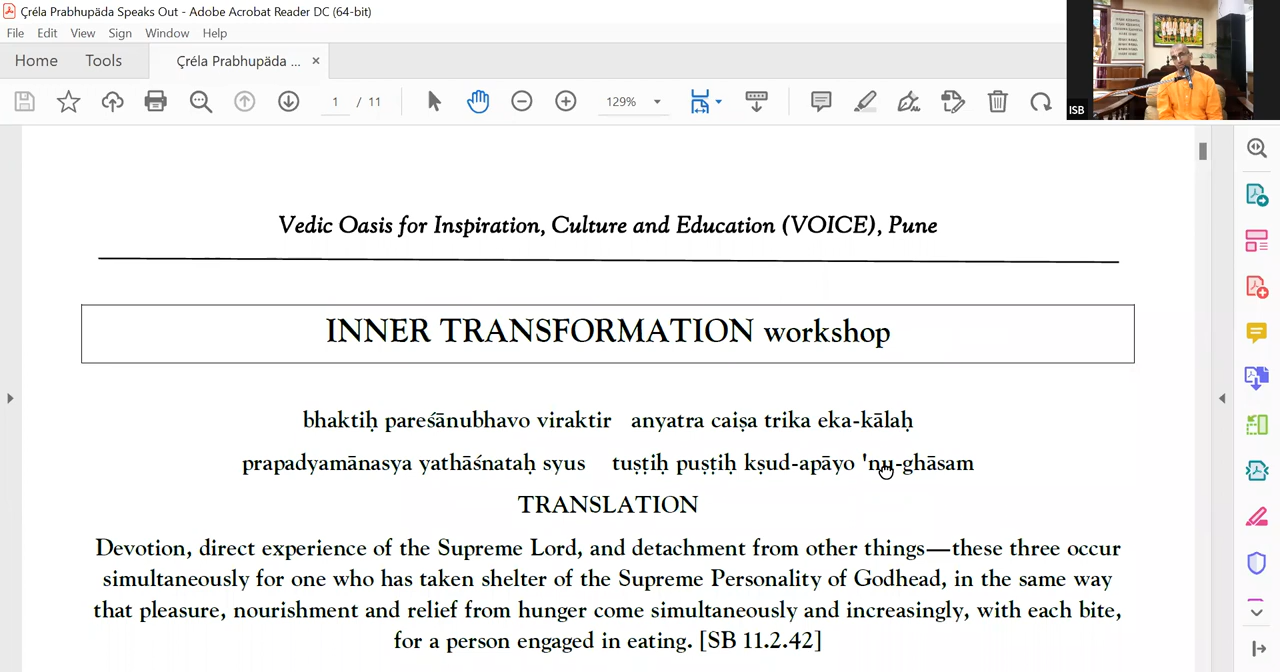 Çréla Prabhupäda Speaks Out - Adobe Acrobat Reader DC (64-bit)
File Edit View Sign Window Help
Home Tools Çréla Prabhupäda ... ×
1 / 11 129%
ISB
Vedic Oasis for Inspiration, Culture and Education (VOICE), Pune
INNER TRANSFORMATION workshop
bhaktiḥ pareśānubhavo viraktir anyatra caiṣa trika eka-kālaḥ
prapadyamānasya yathāśnataḥ syus tuṣṭiḥ puṣṭiḥ kṣud-apāyo 'nu-ghāsam
TRANSLATION
Devotion, direct experience of the Supreme Lord, and detachment from other things—these three occur
simultaneously for one who has taken shelter of the Supreme Personality of Godhead, in the same way
that pleasure, nourishment and relief from hunger come simultaneously and increasingly, with each bite,
for a person engaged in eating. [SB 11.2.42]